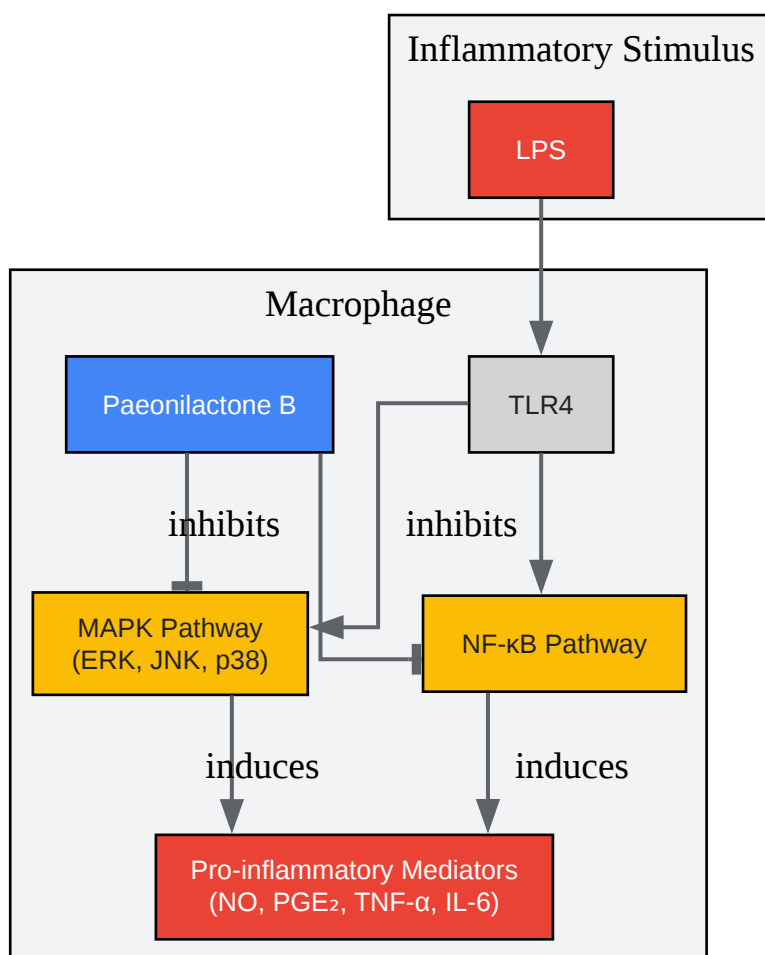 Inflammatory Stimulus
LPS
Macrophage
Paeonilactone B
TLR4
inhibits
inhibits
MAPK Pathway
(ERK, JNK, p38)
NF-κB Pathway
induces
induces
Pro-inflammatory Mediators
(NO, PGE₂, TNF-α, IL-6)